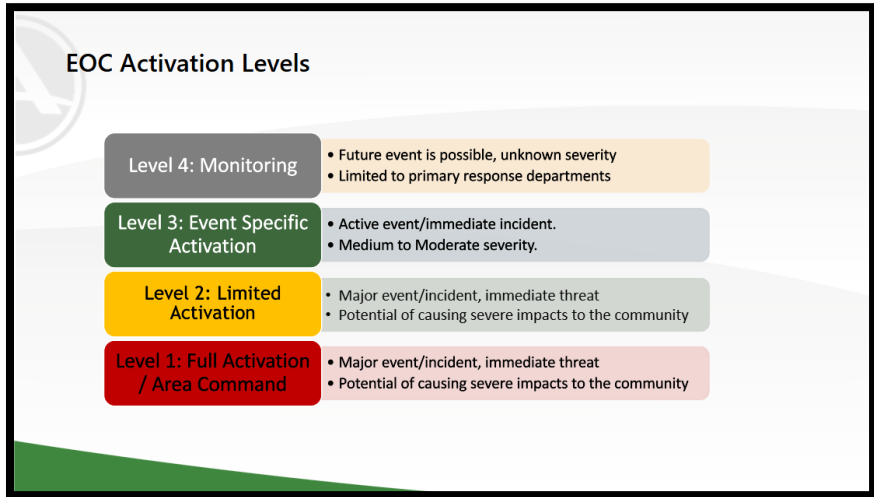 EOC Activation Levels
Level 4: Monitoring
• Future event is possible, unknown severity
• Limited to primary response departments
Level 3: Event Specific
Activation
• Active event/immediate incident.
• Medium to Moderate severity.
Level 2: Limited
Activation
• Major event/incident, immediate threat
• Potential of causing severe impacts to the community
Level 1: Full Activation
/ Area Command
• Major event/incident, immediate threat
• Potential of causing severe impacts to the community